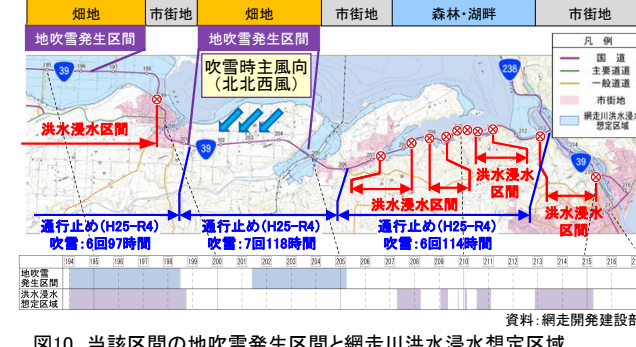 畑地 市街地 畑地 市街地 森林・湖畔 市街地
地吹雪発生区間 地吹雪発生区間
凡 例
国 道
主要道道
一般道道
市街地
網走川洪水浸水
想定区域
吹雪時主風向
(北北西風)
39
238
39
39
洪水浸水区間
洪水浸水区間
洪水浸水
区間
洪水浸水
区間
通行止め(H25-R4)
吹雪:6回97時間
通行止め(H25-R4)
吹雪:7回118時間
通行止め(H25-R4)
吹雪:6回114時間
194 195 196 197 198 199 200 201 202 203 204 205 206 207 208 209 210 211 212 213 214 215 216
地吹雪
発生区間
洪水浸水
想定区域
資料:網走開発建設部
図10 当該区間の地吹雪発生区間と網走川洪水浸水想定区域